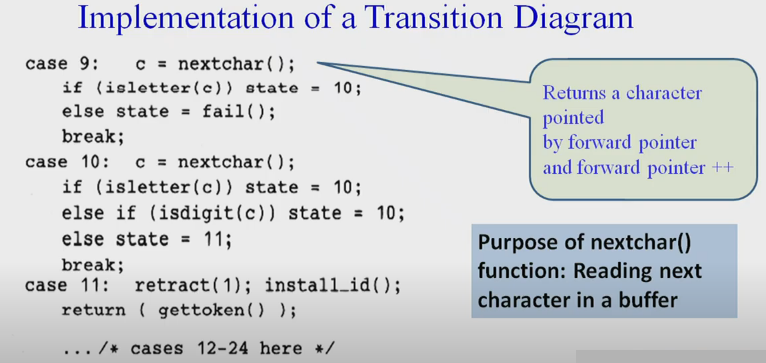 Implementation of a Transition Diagram
case 9: c = nextchar();
if (isletter(c)) state = 10;
else state = fail();
break;
case 10: c = nextchar();
if (isletter(c)) state = 10;
else if (isdigit(c)) state = 10;
else state = 11;
break;
case 11: retract(1); install_id();
return ( gettoken() );
... /* cases 12-24 here */
Returns a character
pointed
by forward pointer
and forward pointer ++
Purpose of nextchar()
function: Reading next
character in a buffer